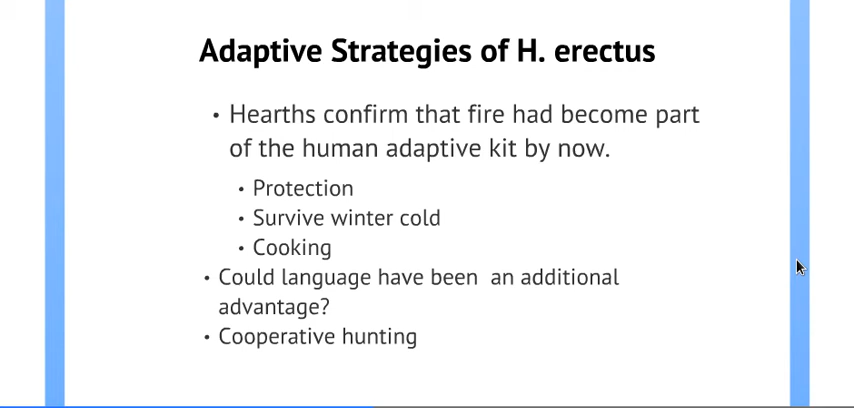 Adaptive Strategies of H. erectus
• Hearths confirm that fire had become part
of the human adaptive kit by now.
• Protection
• Survive winter cold
• Cooking
• Could language have been  an additional
advantage?
• Cooperative hunting